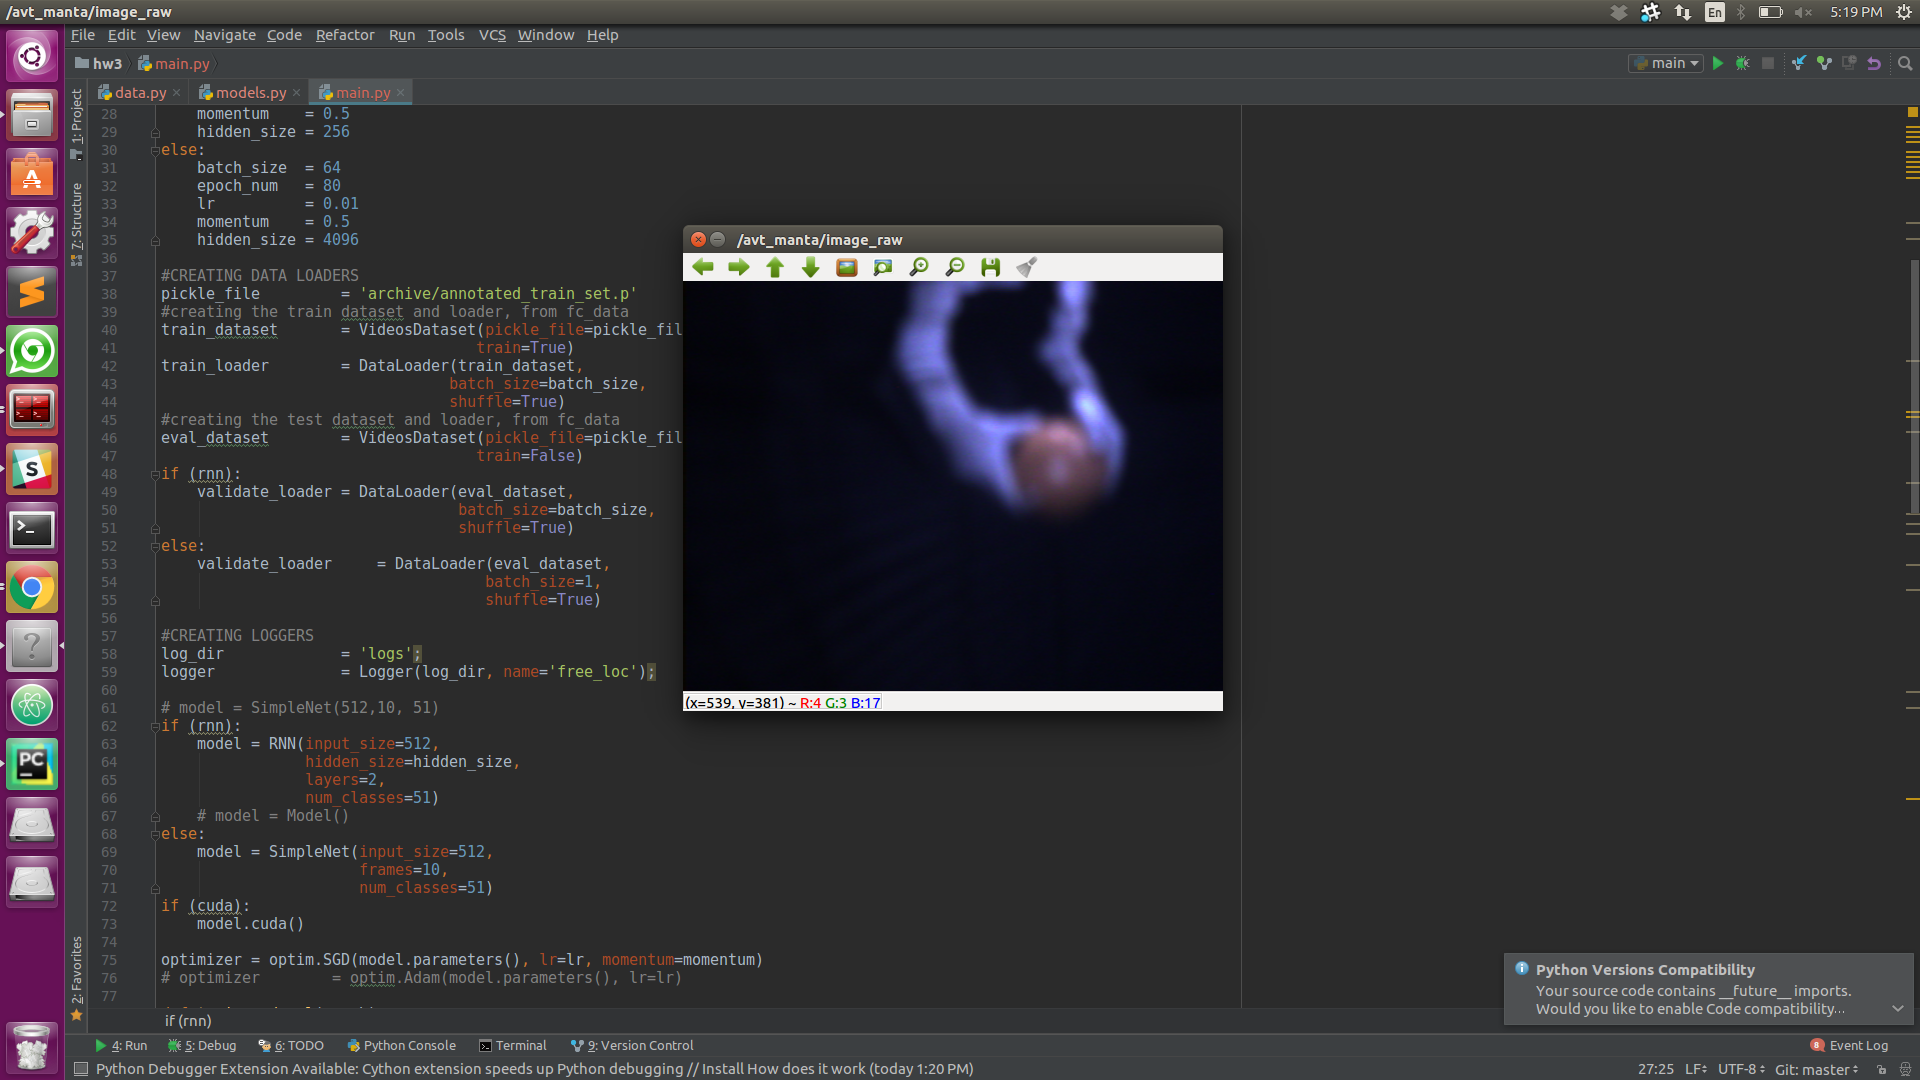 /avt_manta/image_raw
En
5:19 PM
File Edit View Navigate Code Refactor Run Tools VCS Window Help
hw3 main.py
main
data.py models.py main.py
1: Project
7: Structure
2: Favorites
28 momentum = 0.5
29 hidden_size = 256
30 else:
31 batch_size = 64
32 epoch_num = 80
33 lr = 0.01
34 momentum = 0.5
35 hidden_size = 4096
36
37 #CREATING DATA LOADERS
38 pickle_file = 'archive/annotated_train_set.p'
39 #creating the train dataset and loader, from fc_data
40 train_dataset = VideosDataset(pickle_file=pickle_fil
41 train=True)
42 train_loader = DataLoader(train_dataset,
43 batch_size=batch_size,
44 shuffle=True)
45 #creating the test dataset and loader, from fc_data
46 eval_dataset = VideosDataset(pickle_file=pickle_fil
47 train=False)
48 if (rnn):
49 validate_loader = DataLoader(eval_dataset,
50 batch_size=batch_size,
51 shuffle=True)
52 else:
53 validate_loader = DataLoader(eval_dataset,
54 batch_size=1,
55 shuffle=True)
56
57 #CREATING LOGGERS
58 log_dir = 'logs';
59 logger = Logger(log_dir, name='free_loc');
60
61 # model = SimpleNet(512,10, 51)
62 if (rnn):
63 model = RNN(input_size=512,
64 hidden_size=hidden_size,
65 layers=2,
66 num_classes=51)
67 # model = Model()
68 else:
69 model = SimpleNet(input_size=512,
70 frames=10,
71 num_classes=51)
72 if (cuda):
73 model.cuda()
74
75 optimizer = optim.SGD(model.parameters(), lr=lr, momentum=momentum)
76 # optimizer = optim.Adam(model.parameters(), lr=lr)
77
/avt_manta/image_raw
(x=539, y=381) ~ R:4 G:3 B:17
PC
Python Versions Compatibility
Your source code contains __future__ imports.
Would you like to enable Code compatibility...
if (rnn)
4: Run 5: Debug 6: TODO Python Console Terminal 9: Version Control
8 Event Log
Python Debugger Extension Available: Cython extension speeds up Python debugging // Install How does it work (today 1:20 PM)
27:25 LF UTF-8 Git: master